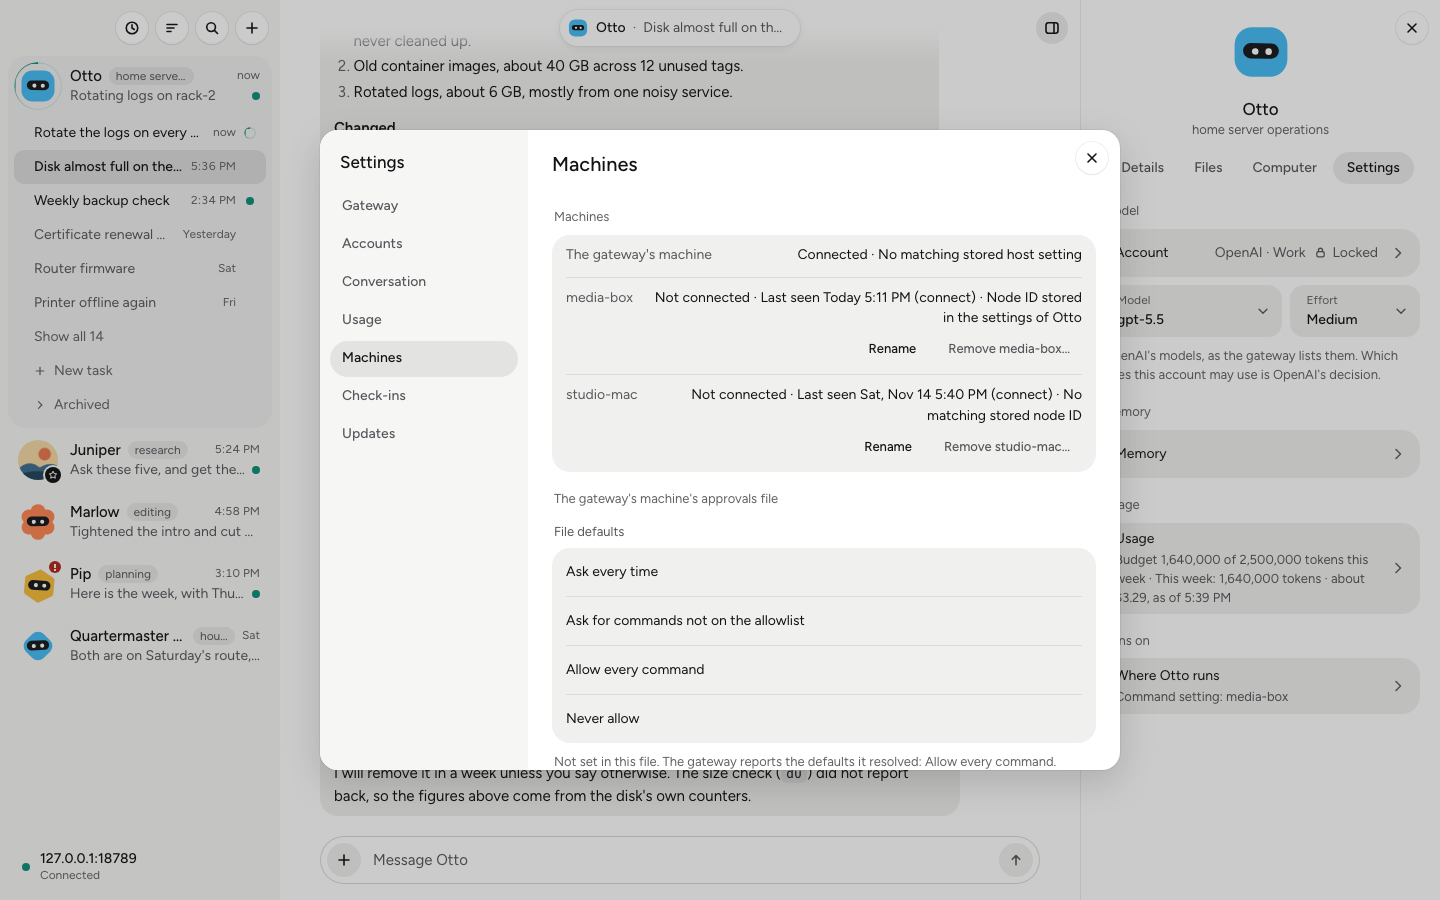 Otto home serve... now
Rotating logs on rack-2
Rotate the logs on every ... now
Disk almost full on the... 5:36 PM
Weekly backup check 2:34 PM
Certificate renewal ... Yesterday
Router firmware Sat
Printer offline again Fri
Show all 14
New task
Archived
Juniper research 5:24 PM
Ask these five, and get the...
Marlow editing 4:58 PM
Tightened the intro and cut ...
Pip planning 3:10 PM
Here is the week, with Thu...
Quartermaster ... hou... Sat
Both are on Saturday's route,...
127.0.0.1:18789
Connected
Otto · Disk almost full on th...
never cleaned up.
2. Old container images, about 40 GB across 12 unused tags.
3. Rotated logs, about 6 GB, mostly from one noisy service.
Changed
Settings
Gateway
Accounts
Conversation
Usage
Machines
Check-ins
Updates
Machines
Machines
The gateway's machine Connected · No matching stored host setting
media-box Not connected · Last seen Today 5:11 PM (connect) · Node ID stored
in the settings of Otto
Rename Remove media-box...
studio-mac Not connected · Last seen Sat, Nov 14 5:40 PM (connect) · No
matching stored node ID
Rename Remove studio-mac...
The gateway's machine's approvals file
File defaults
Ask every time
Ask for commands not on the allowlist
Allow every command
Never allow
Not set in this file. The gateway reports the defaults it resolved: Allow every command.
I will remove it in a week unless you say otherwise. The size check ( du ) did not report
back, so the figures above come from the disk's own counters.
Message Otto
Otto
home server operations
Details Files Computer Settings
Account OpenAI · Work Locked
Model
gpt-5.5
Effort
Medium
models, as the gateway lists them. Which
this account may use is OpenAI's decision.
Memory
Usage
Budget 1,640,000 of 2,500,000 tokens this
week · This week: 1,640,000 tokens · about
$3.29, as of 5:39 PM
on
Where Otto runs
Command setting: media-box